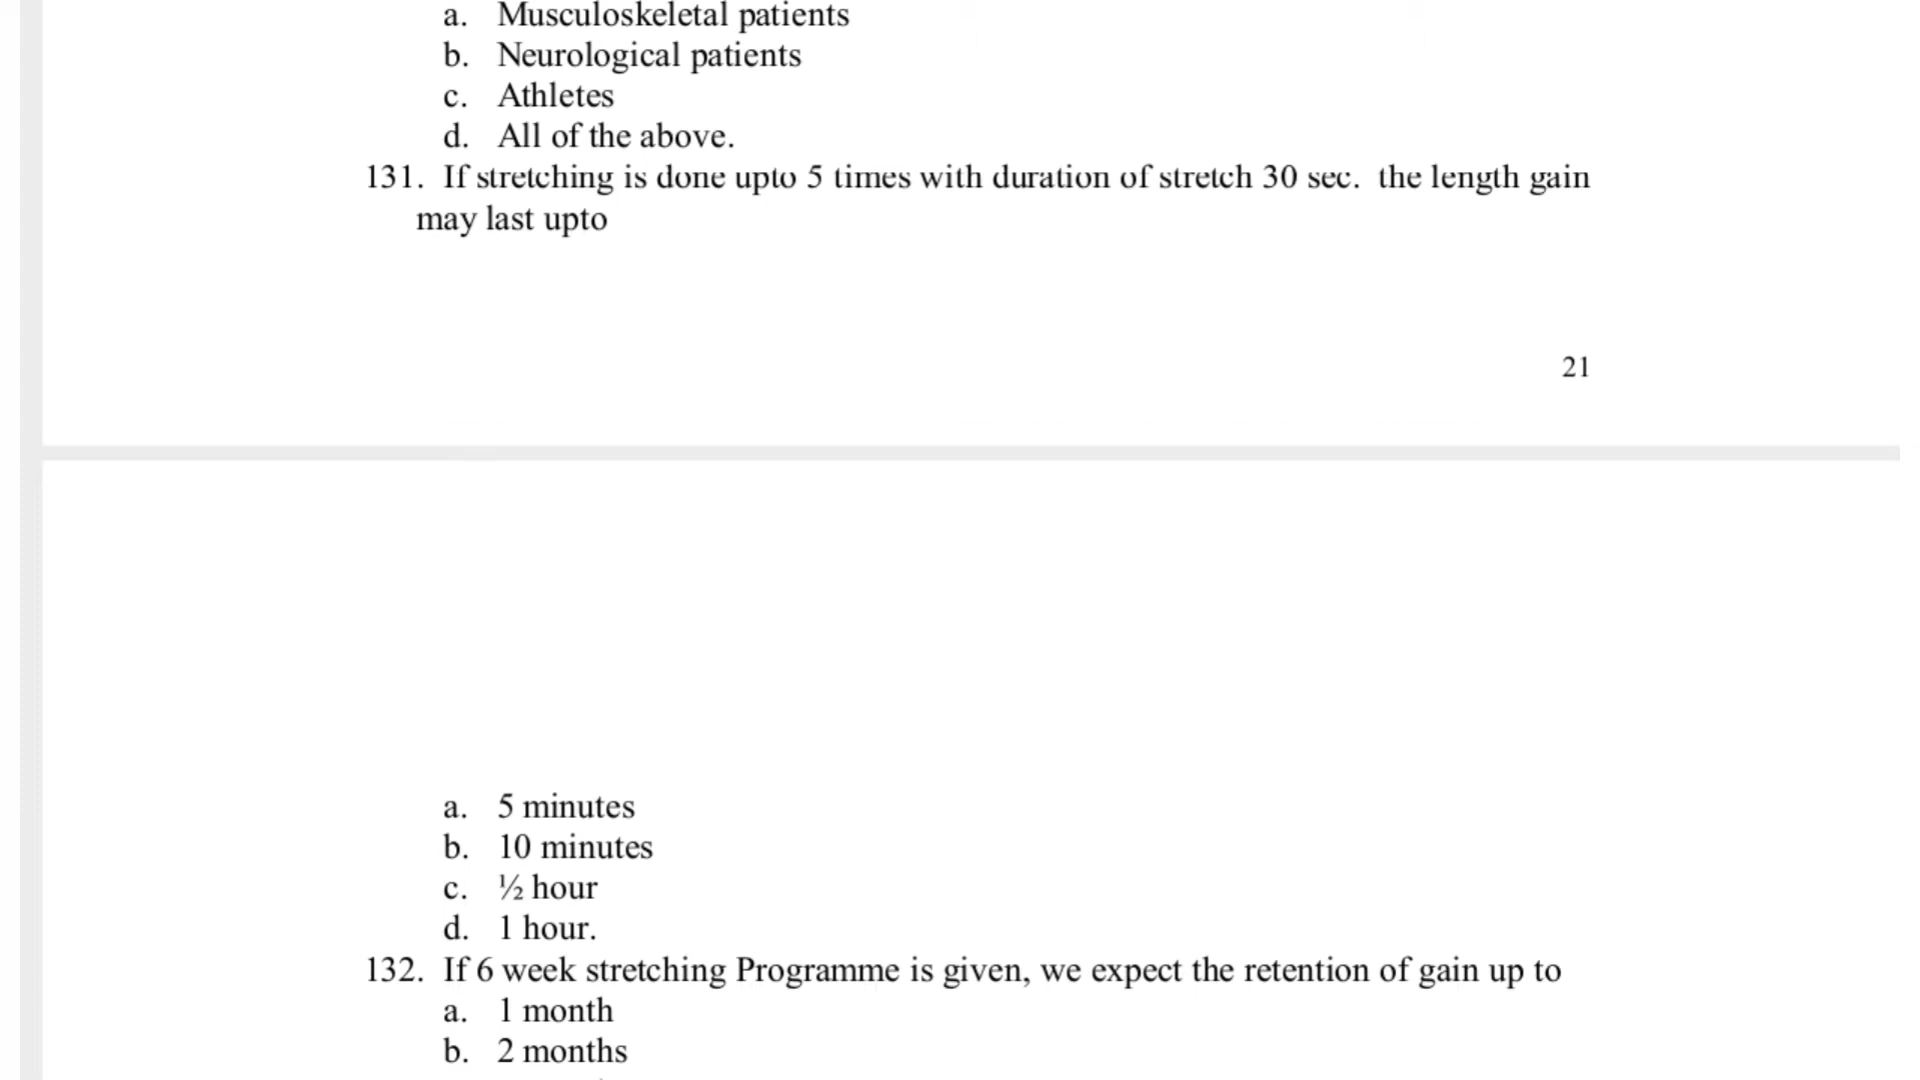 a. Musculoskeletal patients
b. Neurological patients
c. Athletes
d. All of the above.
131. If stretching is done upto 5 times with duration of stretch 30 sec. the length gain
may last upto
21
a. 5 minutes
b. 10 minutes
c. ½ hour
d. 1 hour.
132. If 6 week stretching Programme is given, we expect the retention of gain up to
a. 1 month
b. 2 months